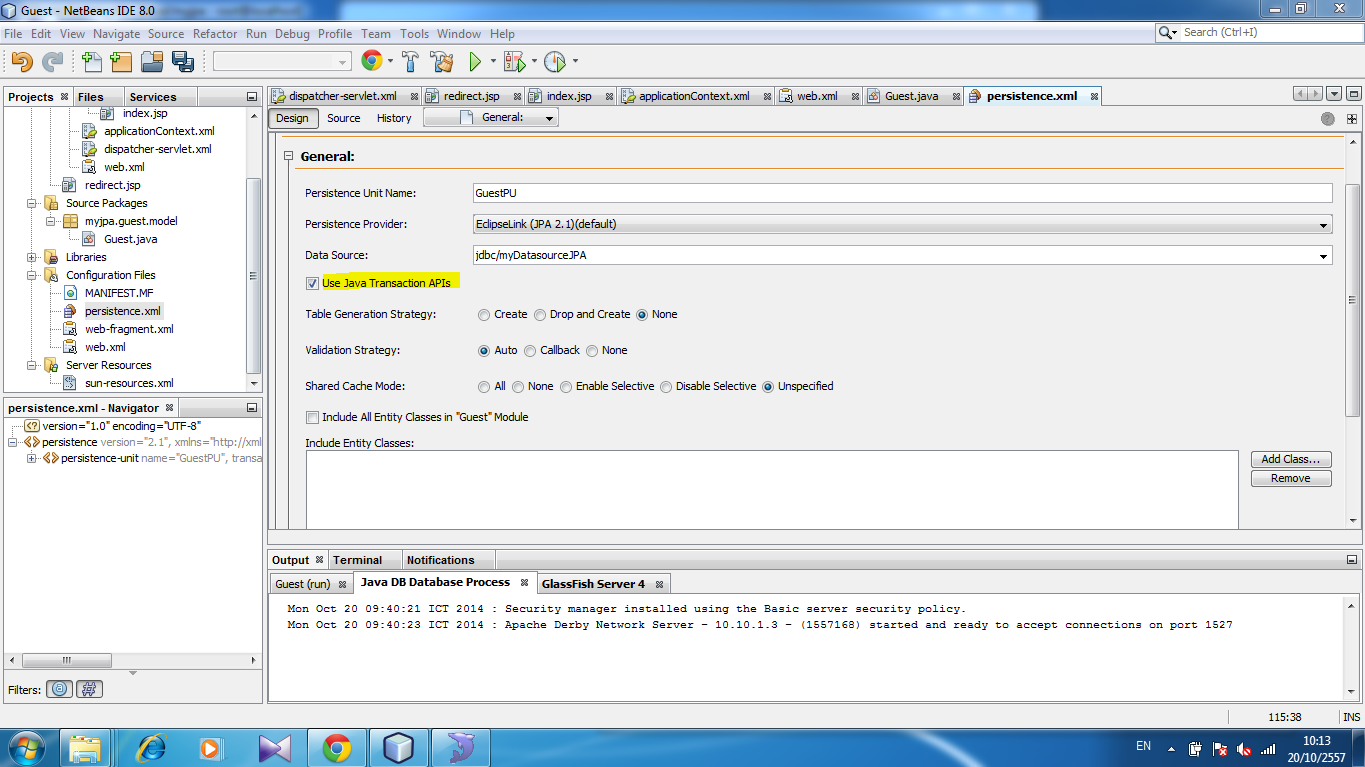 Guest - NetBeans IDE 8.0
File Edit View Navigate Source Refactor Run Debug Profile Team Tools Window Help
Search (Ctrl+I)
Projects Files Services
index.jsp
applicationContext.xml
dispatcher-servlet.xml
web.xml
redirect.jsp
Source Packages
myjpa.guest.model
Guest.java
Libraries
Configuration Files
MANIFEST.MF
persistence.xml
web-fragment.xml
web.xml
Server Resources
sun-resources.xml
persistence.xml - Navigator
version="1.0" encoding="UTF-8"
persistence version="2.1", xmlns="http://xml
persistence-unit name="GuestPU", transa
Filters:
dispatcher-servlet.xml redirect.jsp index.jsp applicationContext.xml web.xml Guest.java persistence.xml
Design Source History General:
General:
Persistence Unit Name: GuestPU
Persistence Provider: EclipseLink (JPA 2.1)(default)
Data Source: jdbc/myDatasourceJPA
Use Java Transaction APIs
Table Generation Strategy: Create Drop and Create None
Validation Strategy: Auto Callback None
Shared Cache Mode: All None Enable Selective Disable Selective Unspecified
Include All Entity Classes in "Guest" Module
Include Entity Classes:
Add Class...
Remove
Output Terminal Notifications
Guest (run) Java DB Database Process GlassFish Server 4
Mon Oct 20 09:40:21 ICT 2014 : Security manager installed using the Basic server security policy.
Mon Oct 20 09:40:23 ICT 2014 : Apache Derby Network Server - 10.10.1.3 - (1557168) started and ready to accept connections on port 1527
115:38 INS
EN
10:13
20/10/2557